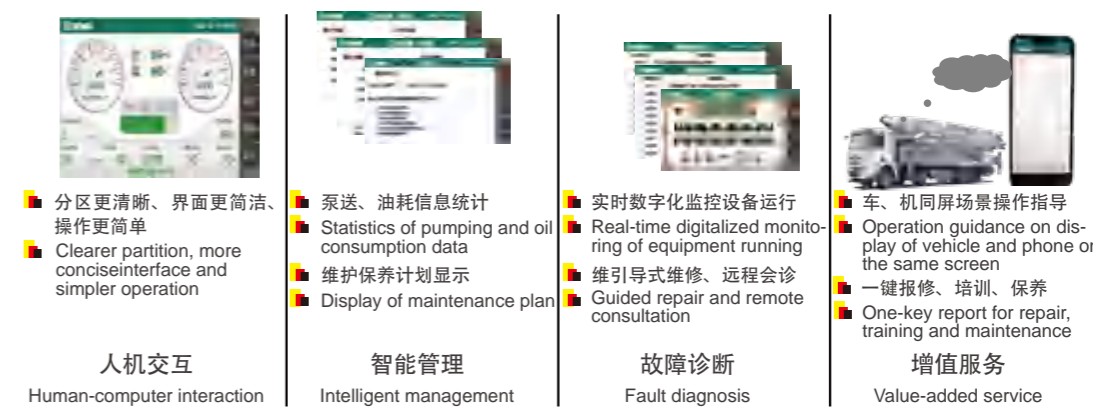 分区更清晰、界面更简洁、
操作更简单
Clearer partition, more
conciseinterface and
simpler operation
人机交互
Human-computer interaction
泵送、油耗信息统计
Statistics of pumping and oil
consumption data
维护保养计划显示
Display of maintenance plan
智能管理
Intelligent management
实时数字化监控设备运行
Real-time digitalized monito-
ring of equipment running
维引导式维修、远程会诊
Guided repair and remote
consultation
故障诊断
Fault diagnosis
车、机同屏场景操作指导
Operation guidance on dis-
play of vehicle and phone on
the same screen
一键报修、培训、保养
One-key report for repair,
training and maintenance
增值服务
Value-added service